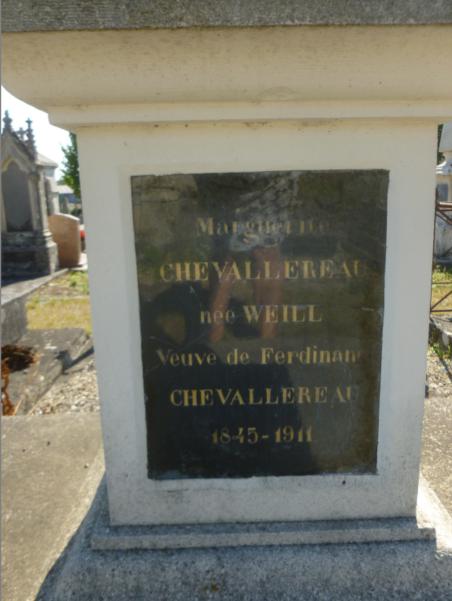 Marguerite
CHEVALLEREAU
née WEILL
Veuve de Ferdinand
CHEVALLEREAU
1845-1911